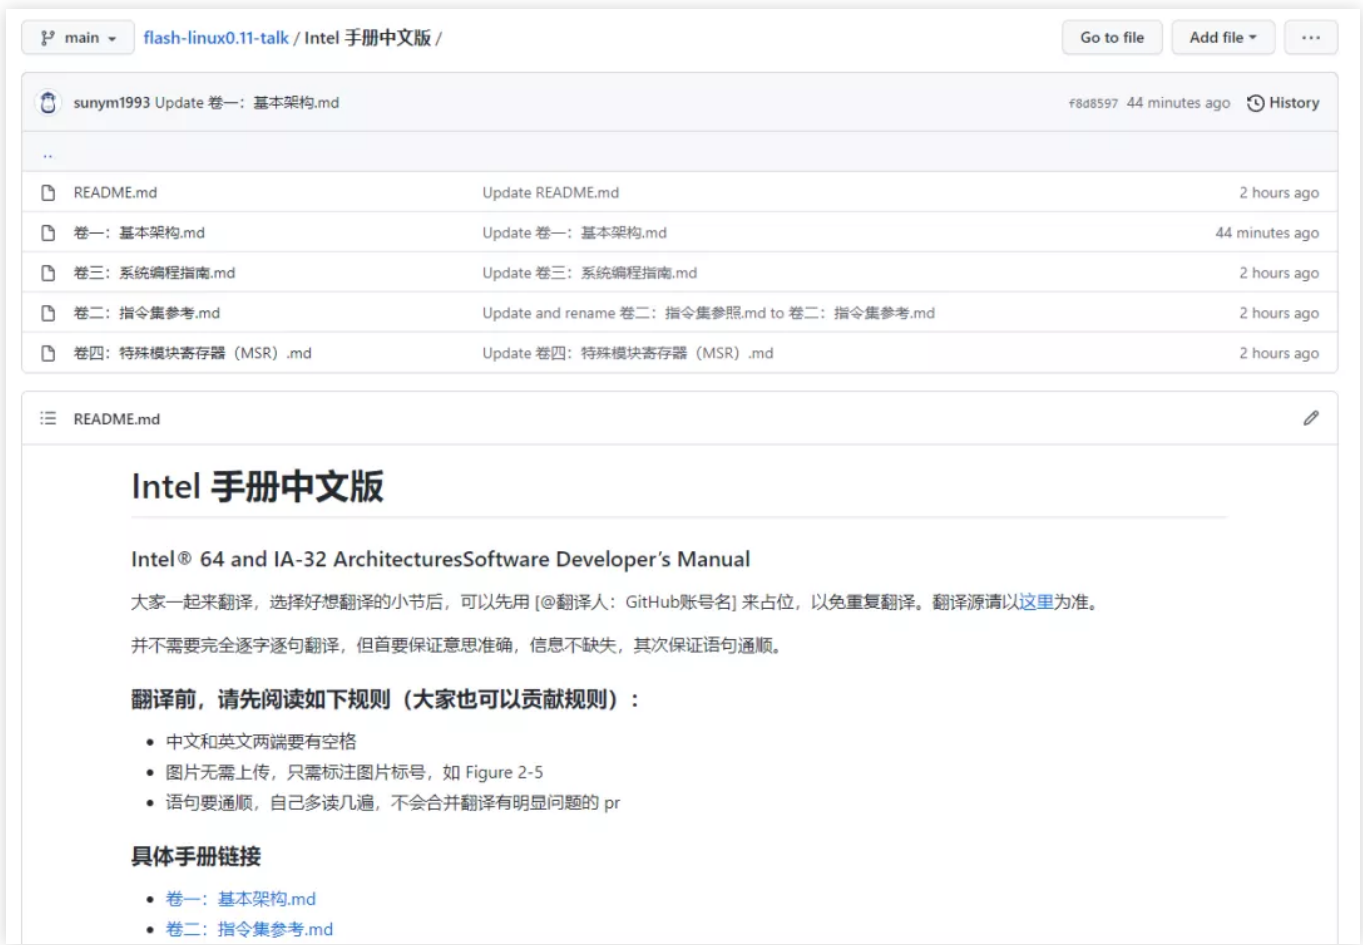 main
flash-linux0.11-talk / Intel 手册中文版 /
Go to file
Add file
...
sunym1993 Update 卷一：基本架构.md
f8d8597 44 minutes ago History
..
README.md Update README.md 2 hours ago
卷一：基本架构.md Update 卷一：基本架构.md 44 minutes ago
卷三：系统编程指南.md Update 卷三：系统编程指南.md 2 hours ago
卷二：指令集参考.md Update and rename 卷二：指令集参照.md to 卷二：指令集参考.md 2 hours ago
卷四：特殊模块寄存器（MSR）.md Update 卷四：特殊模块寄存器（MSR）.md 2 hours ago
README.md
Intel 手册中文版
Intel® 64 and IA-32 ArchitecturesSoftware Developer’s Manual
大家一起来翻译，选择好想翻译的小节后，可以先用 [@翻译人：GitHub账号名] 来占位，以免重复翻译。翻译源请以这里为准。
并不需要完全逐字逐句翻译，但首要保证意思准确，信息不缺失，其次保证语句通顺。
翻译前，请先阅读如下规则（大家也可以贡献规则）：
• 中文和英文两端要有空格
• 图片无需上传，只需标注图片标号，如 Figure 2-5
• 语句要通顺，自己多读几遍，不会合并翻译有明显问题的 pr
具体手册链接
• 卷一：基本架构.md
• 卷二：指令集参考.md